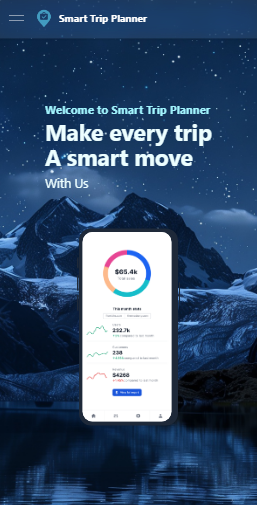 Smart Trip Planner
Welcome to Smart Trip Planner
Make every trip
A smart move
With Us
$65.4k
This month stats
232.7k
238
$4268